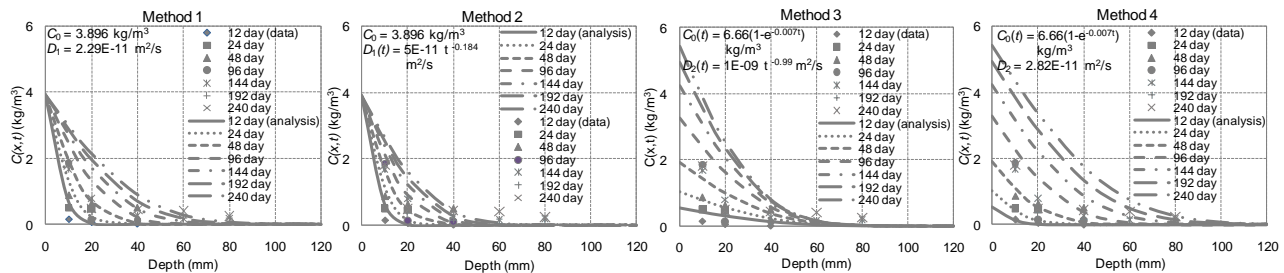 Method 1
C0 = 3.896 kg/m3
D1 = 2.29E-11 m2/s
12 day (data)
24 day
48 day
96 day
144 day
192 day
240 day
12 day (analysis)
24 day
48 day
96 day
144 day
192 day
240 day
C(x,t) (kg/m3)
6
4
2
0
0 20 40 60 80 100 120
Depth (mm)
Method 2
C0 = 3.896 kg/m3
D1(t) = 5E-11 t-0.184
m2/s
12 day (analysis)
24 day
48 day
96 day
144 day
192 day
240 day
12 day (data)
24 day
48 day
96 day
144 day
192 day
240 day
C(x,t) (kg/m3)
6
4
2
0
0 20 40 60 80 100 120
Depth (mm)
Method 3
C0(t) = 6.66(1-e-0.007t)
kg/m3
D2(t) = 1E-09 t-0.99 m2/s
12 day (data)
24 day
48 day
96 day
144 day
192 day
240 day
12 day (analysis)
24 day
48 day
96 day
144 day
192 day
240 day
C(x,t) (kg/m3)
6
4
2
0
0 20 40 60 80 100 120
Depth (mm)
Method 4
C0(t) = 6.66(1-e-0.007t)
kg/m3
D2 = 2.82E-11 m2/s
12 day (data)
24 day
48 day
96 day
144 day
192 day
240 day
12 day (analysis)
24 day
48 day
96 day
144 day
192 day
240 day
C(x,t) (kg/m3)
6
4
2
0
0 20 40 60 80 100 120
Depth (mm)